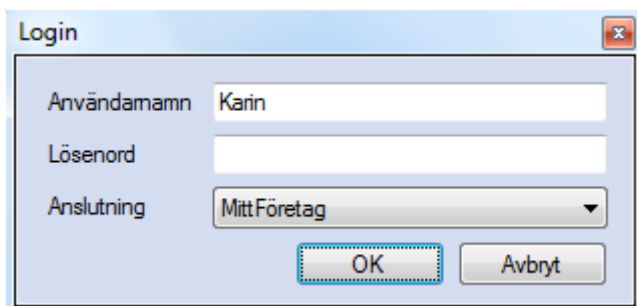 Login
Användarnamn Karin
Lösenord
Anslutning MittFöretag
OK Avbryt